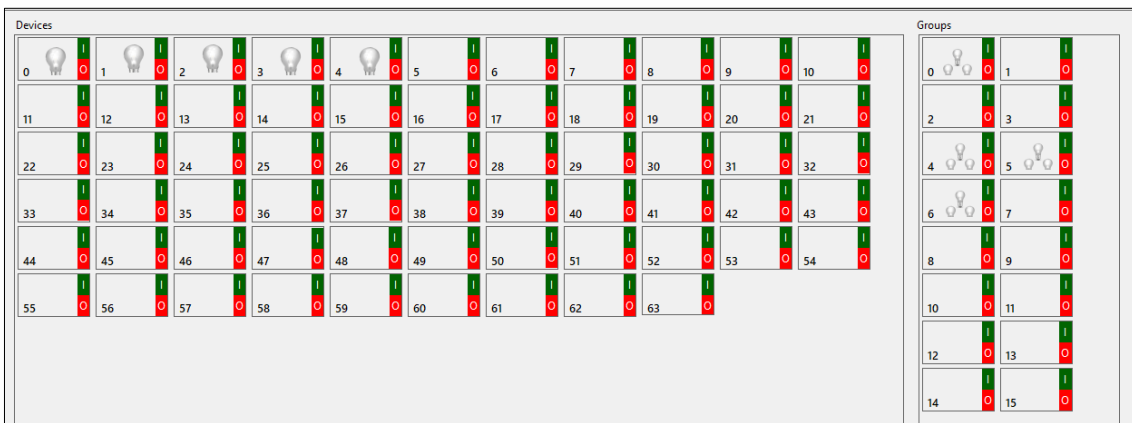 Devices Groups
I I I I I I I I I I I I I
0 O 1 O 2 O 3 O 4 O 5 O 6 O 7 O 8 O 9 O 10 O 0 O 1 O
I I I I I I I I I I I I I
11 O 12 O 13 O 14 O 15 O 16 O 17 O 18 O 19 O 20 O 21 O 2 O 3 O
I I I I I I I I I I I I I
22 O 23 O 24 O 25 O 26 O 27 O 28 O 29 O 30 O 31 O 32 O 4 O 5 O
I I I I I I I I I I I I I
33 O 34 O 35 O 36 O 37 O 38 O 39 O 40 O 41 O 42 O 43 O 6 O 7 O
I I I I I I I I I I I I I
44 O 45 O 46 O 47 O 48 O 49 O 50 O 51 O 52 O 53 O 54 O 8 O 9 O
I I I I I I I I I I I
55 O 56 O 57 O 58 O 59 O 60 O 61 O 62 O 63 O 10 O 11 O
I I
12 O 13 O
I I
14 O 15 O